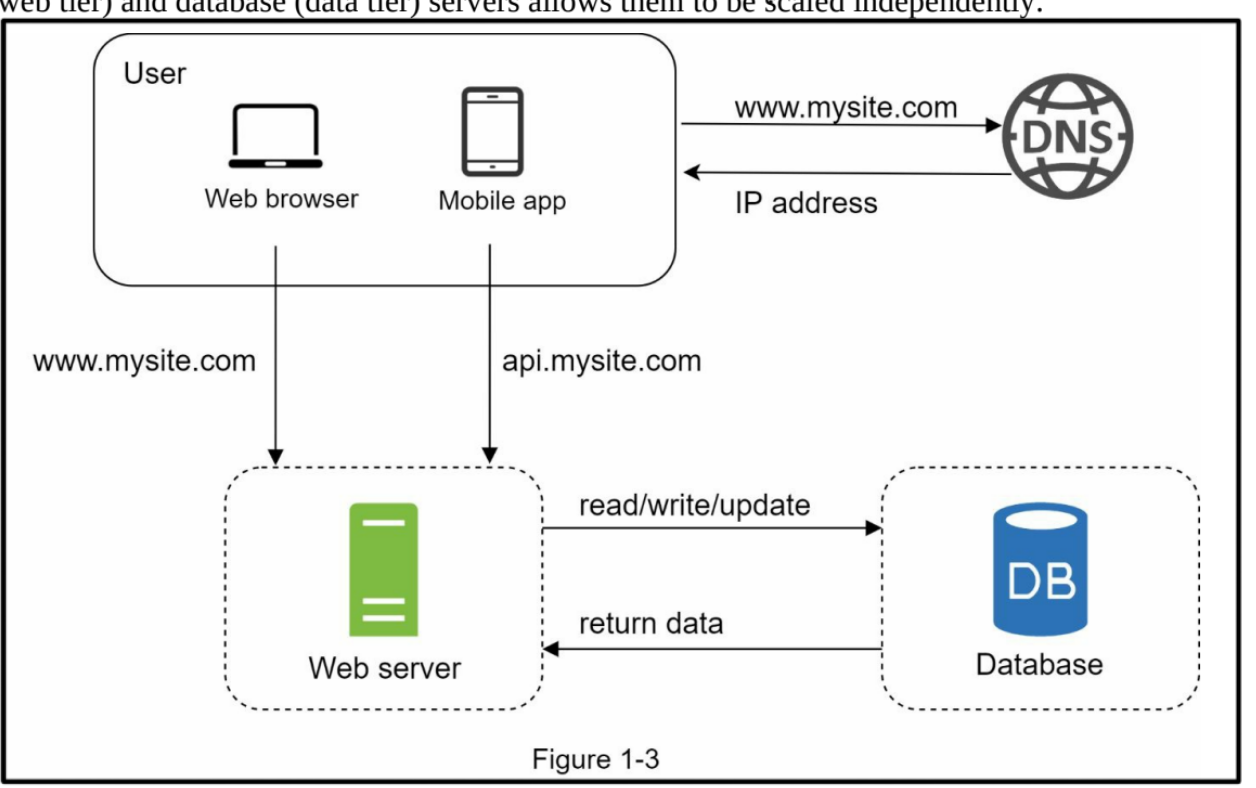 web tier) and database (data tier) servers allows them to be scaled independently.
User
www.mysite.com
DNS
Web browser
Mobile app
IP address
www.mysite.com
api.mysite.com
read/write/update
DB
return data
Web server
Database
Figure 1-3